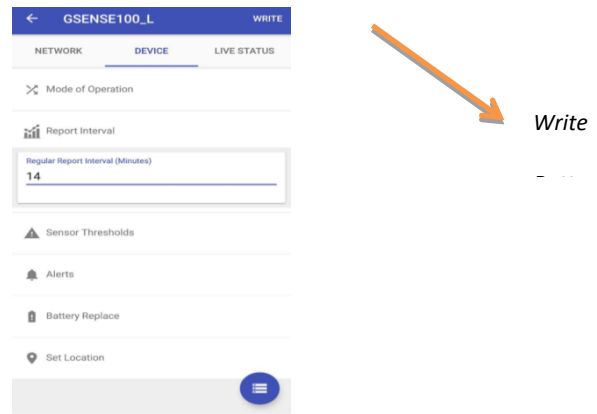 GSENSE100_L WRITE
NETWORK DEVICE LIVE STATUS
Mode of Operation
Report Interval
Regular Report Interval (Minutes)
14
Sensor Thresholds
Alerts
Battery Replace
Set Location
Write